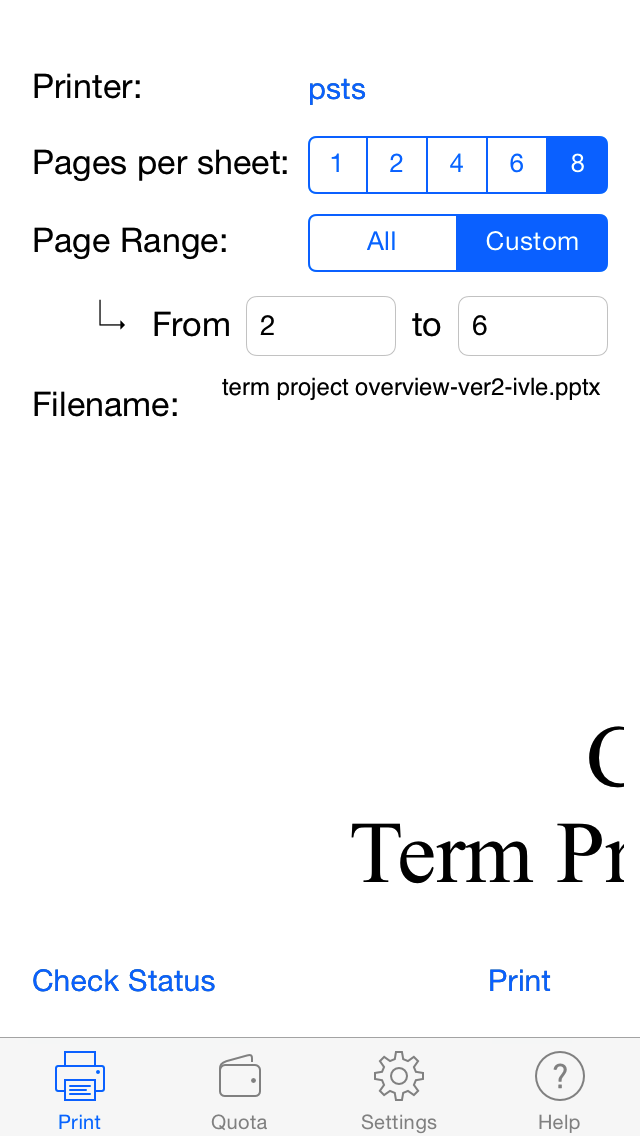 Printer: psts
Pages per sheet: 1 2 4 6 8
Page Range: All Custom
From 2 to 6
Filename: term project overview-ver2-ivle.pptx
C
Term Pr
Check Status Print
Print Quota Settings Help